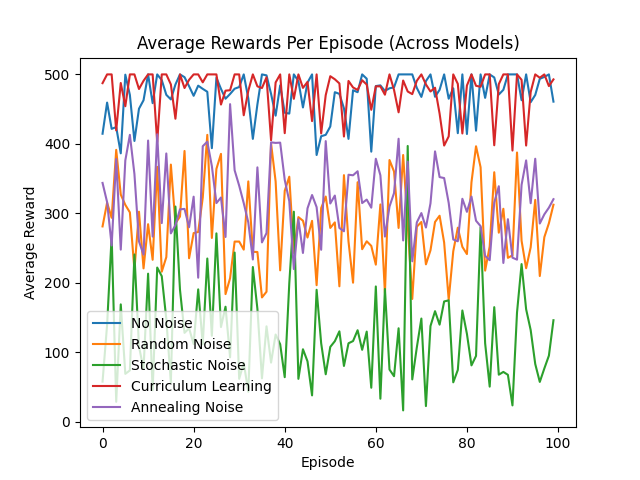 Average Rewards Per Episode (Across Models)
500
400
300
200
100
0
Average Reward
No Noise
Random Noise
Stochastic Noise
Curriculum Learning
Annealing Noise
0 20 40 60 80 100
Episode